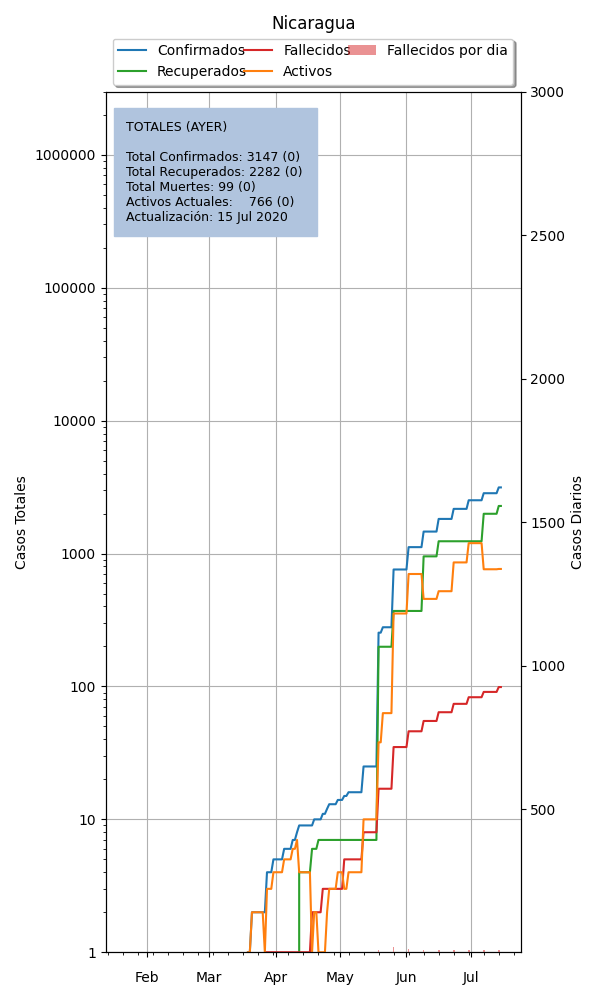 Nicaragua
Confirmados Fallecidos Fallecidos por dia
Recuperados Activos
TOTALES (AYER)
Total Confirmados: 3147 (0)
Total Recuperados: 2282 (0)
Total Muertes: 99 (0)
Activos Actuales: 766 (0)
Actualización: 15 Jul 2020
Casos Totales
1000000
100000
10000
1000
100
10
1
3000
2500
2000
1500
1000
500
Casos Diarios
Feb Mar Apr May Jun Jul